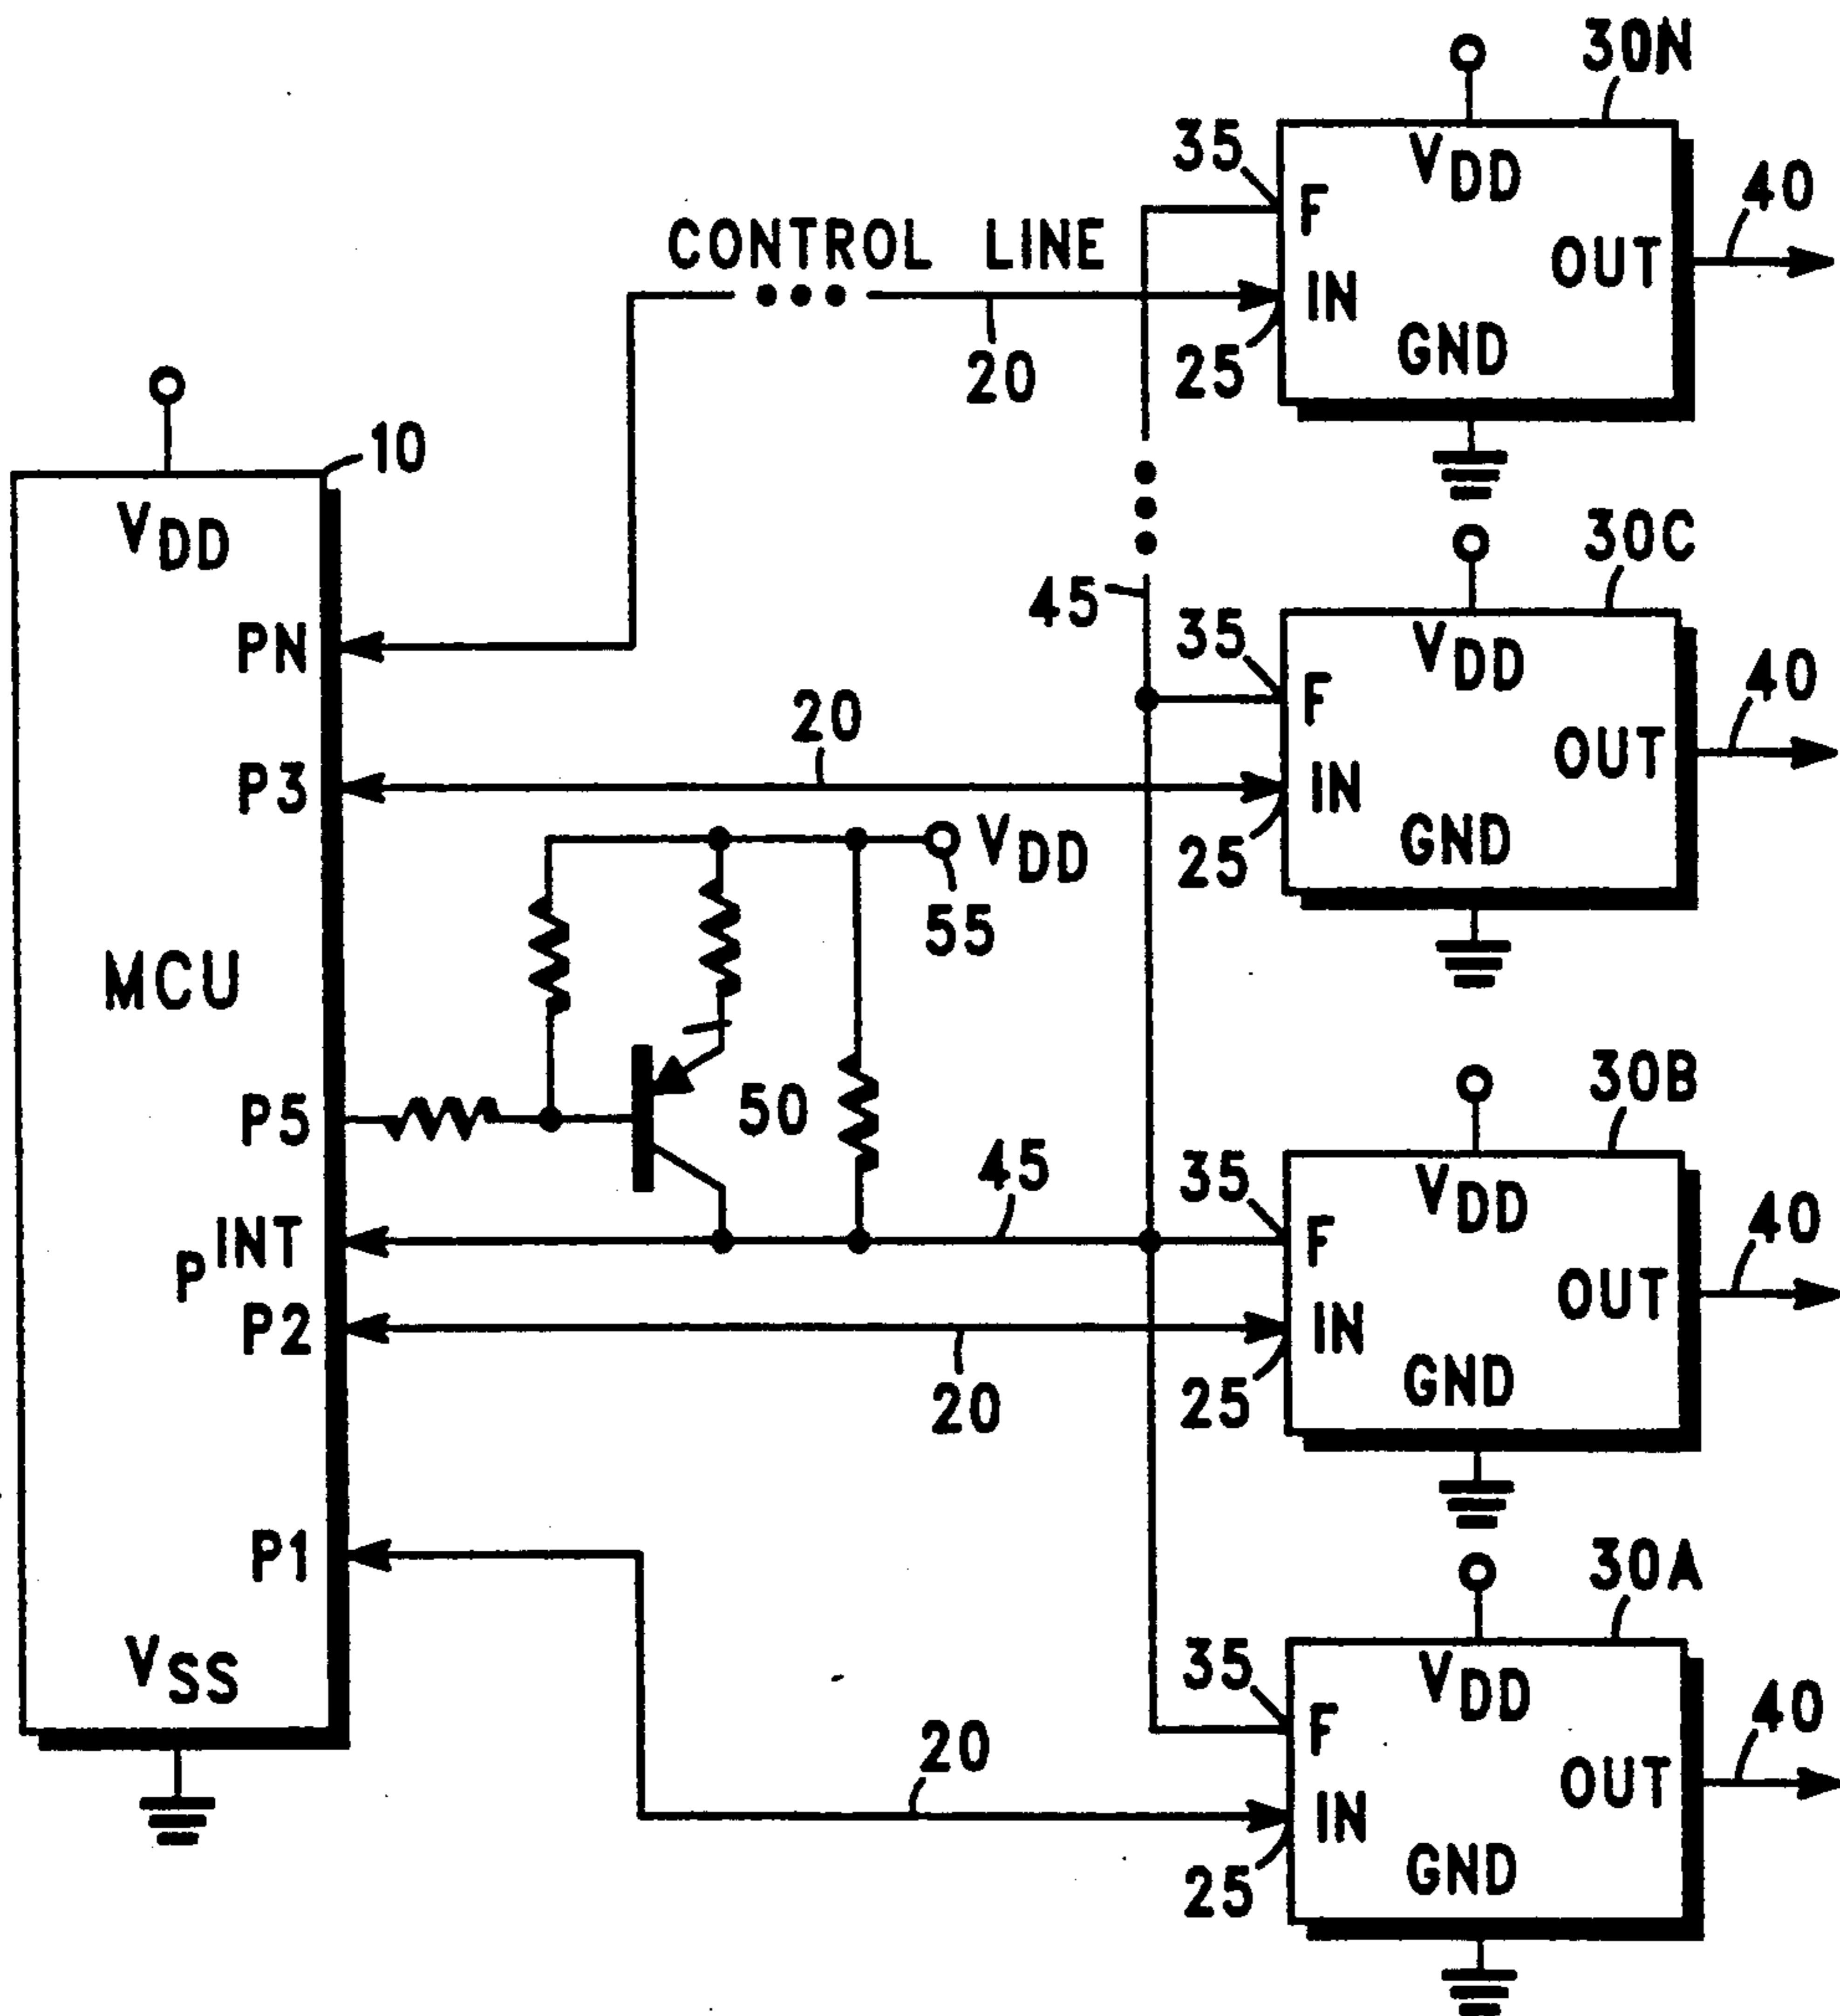 30N
35
VDD
F
40
CONTROL LINE
OUT
IN
20
25
GND
10
VDD
30C
45
35
VDD
PN
F
40
20
OUT
P3
IN
VDD
25
GND
55
MCU
30B
P5
50
45
35
VDD
INT
F
40
P
OUT
P2
IN
20
25
GND
P1
30A
35
VDD
VSS
F
40
20
OUT
IN
25
GND